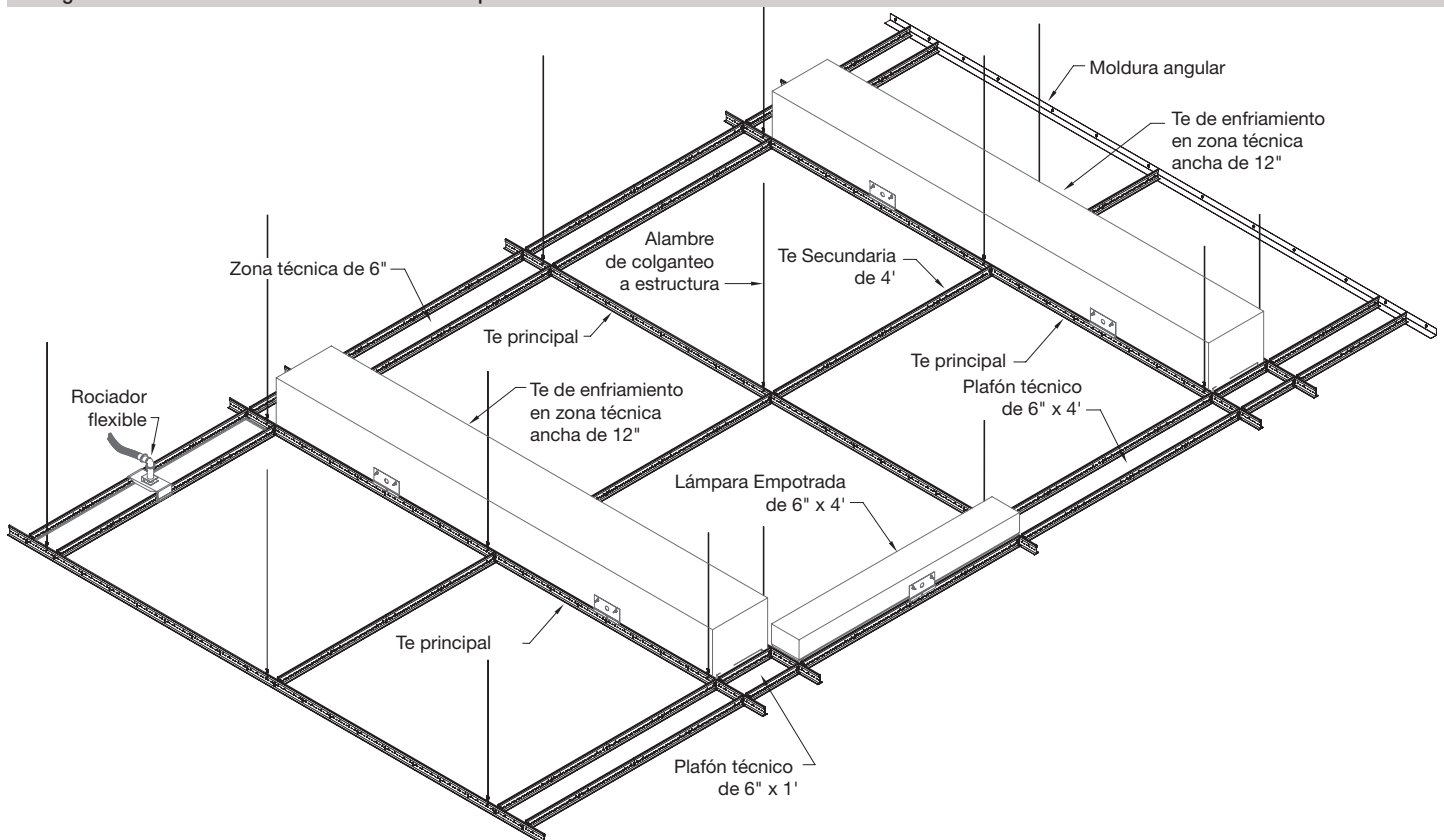 Moldura angular
Te de enfriamiento
en zona técnica
ancha de 12"
Alambre
de colganteo
a estructura
Te Secundaria
de 4'
Zona técnica de 6"
Te principal
Te principal
Te de enfriamiento
en zona técnica
ancha de 12"
Plafón técnico
de 6" x 4'
Rociador
flexible
Lámpara Empotrada
de 6" x 4'
Te principal
Plafón técnico
de 6" x 1'